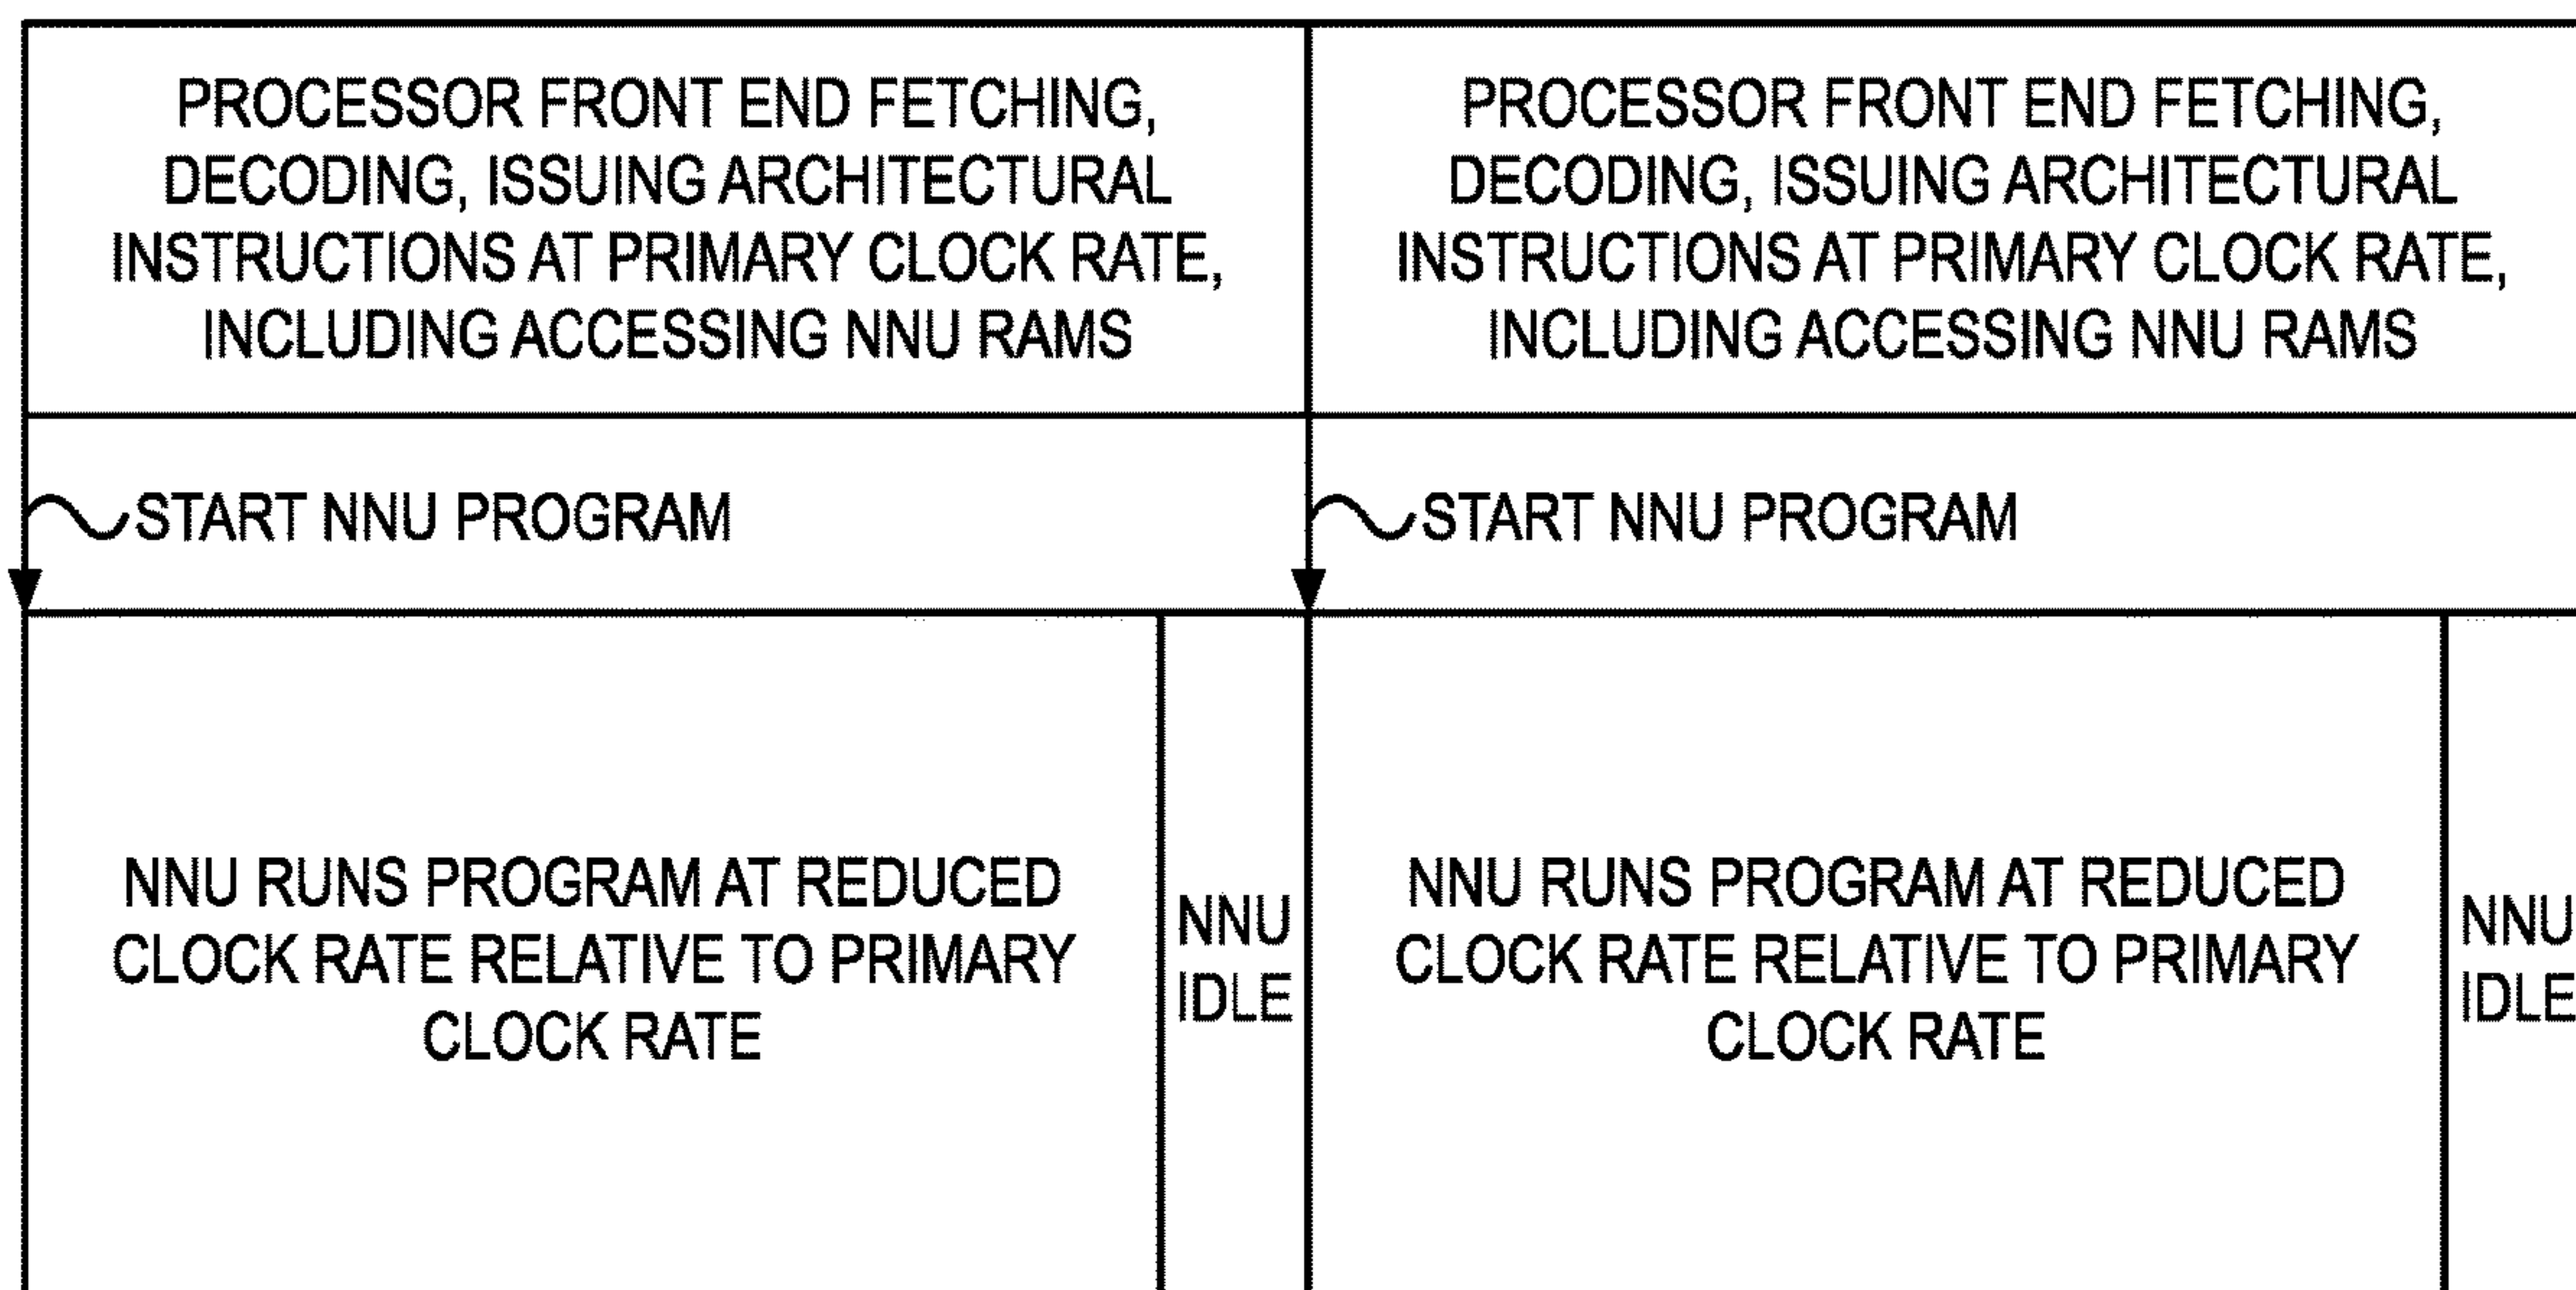 PROCESSOR FRONT END FETCHING,
DECODING, ISSUING ARCHITECTURAL
INSTRUCTIONS AT PRIMARY CLOCK RATE,
INCLUDING ACCESSING NNU RAMS
PROCESSOR FRONT END FETCHING,
DECODING, ISSUING ARCHITECTURAL
INSTRUCTIONS AT PRIMARY CLOCK RATE,
INCLUDING ACCESSING NNU RAMS
START NNU PROGRAM
START NNU PROGRAM
NNU RUNS PROGRAM AT REDUCED
CLOCK RATE RELATIVE TO PRIMARY
CLOCK RATE
NNU
IDLE
NNU RUNS PROGRAM AT REDUCED
CLOCK RATE RELATIVE TO PRIMARY
CLOCK RATE
NNU
IDLE